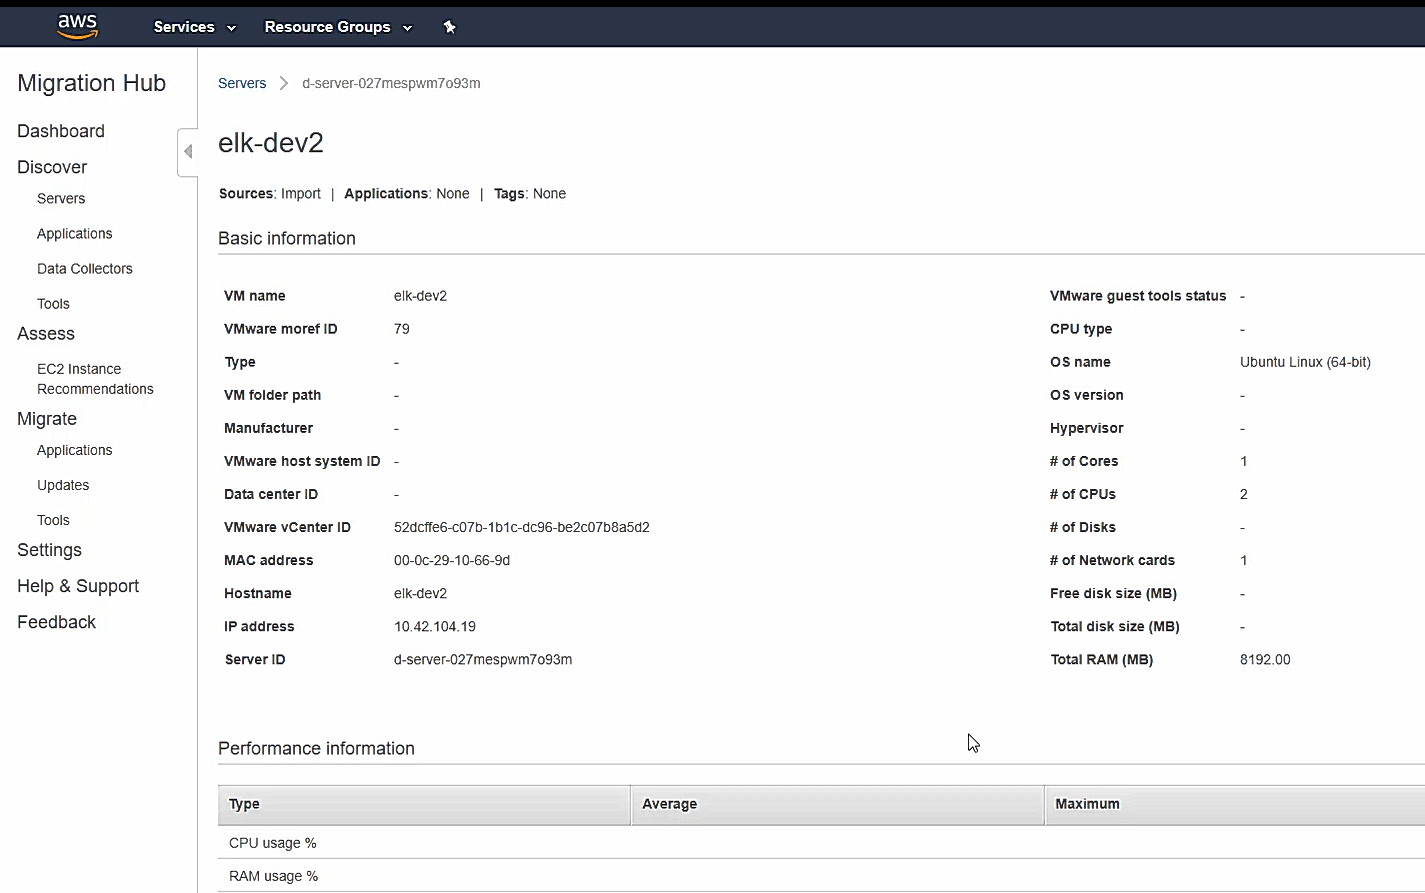 aws Services Resource Groups
Migration Hub
Dashboard
Discover
Servers
Applications
Data Collectors
Tools
Assess
EC2 Instance
Recommendations
Migrate
Applications
Updates
Tools
Settings
Help & Support
Feedback
Servers d-server-027mespwm7o93m
elk-dev2
Sources: Import | Applications: None | Tags: None
Basic information
VM name elk-dev2
VMware moref ID 79
Type -
VM folder path -
Manufacturer -
VMware host system ID -
Data center ID -
VMware vCenter ID 52dcffe6-c07b-1b1c-dc96-be2c07b8a5d2
MAC address 00-0c-29-10-66-9d
Hostname elk-dev2
IP address 10.42.104.19
Server ID d-server-027mespwm7o93m
VMware guest tools status -
CPU type -
OS name Ubuntu Linux (64-bit)
OS version -
Hypervisor -
# of Cores 1
# of CPUs 2
# of Disks -
# of Network cards 1
Free disk size (MB) -
Total disk size (MB) -
Total RAM (MB) 8192.00
Performance information
Type Average Maximum
CPU usage %
RAM usage %